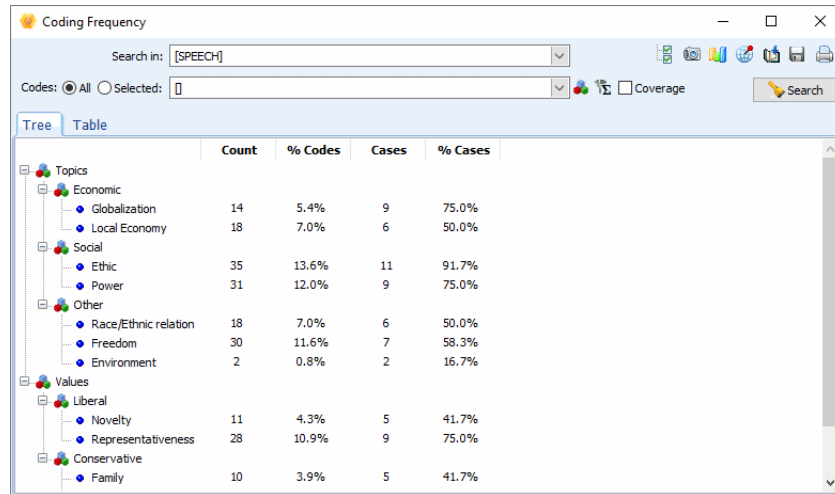 Coding Frequency
Search in: [SPEECH]
Codes: All Selected: [] Coverage Search
Tree Table
Count % Codes Cases % Cases
Topics
Economic
Globalization 14 5.4% 9 75.0%
Local Economy 18 7.0% 6 50.0%
Social
Ethic 35 13.6% 11 91.7%
Power 31 12.0% 9 75.0%
Other
Race/Ethnic relation 18 7.0% 6 50.0%
Freedom 30 11.6% 7 58.3%
Environment 2 0.8% 2 16.7%
Values
Liberal
Novelty 11 4.3% 5 41.7%
Representativeness 28 10.9% 9 75.0%
Conservative
Family 10 3.9% 5 41.7%